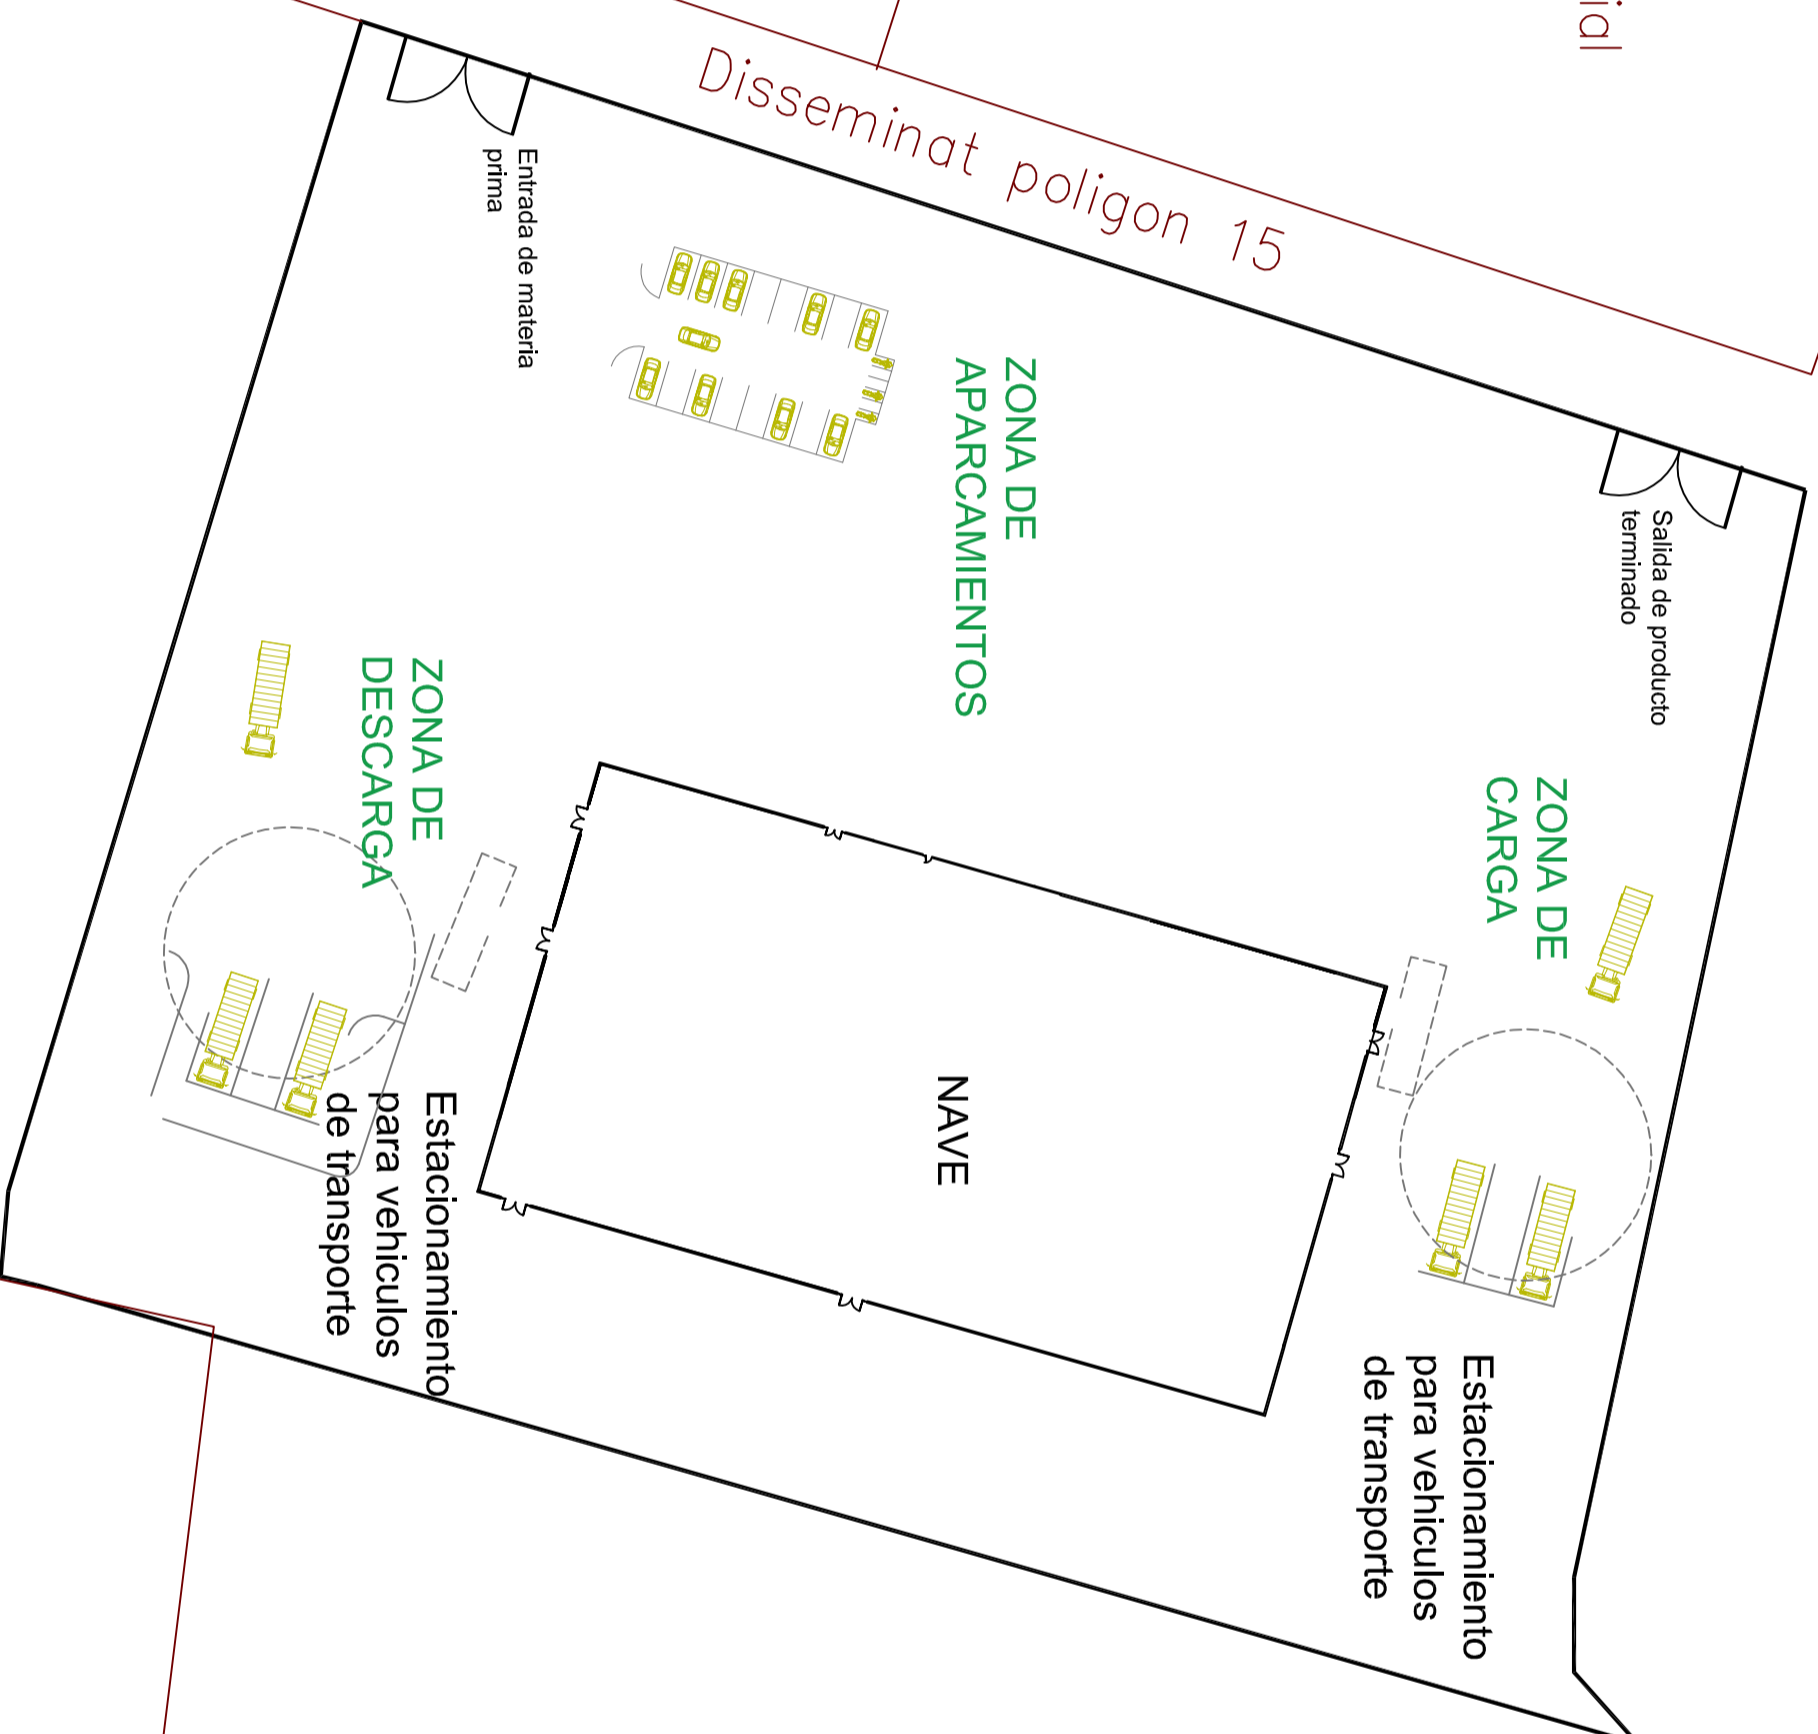 ial
Disseminat poligon 15
Entrada de materia
prima
Salida de producto
terminado
ZONA DE
APARCAMIENTOS
ZONA DE
DESCARGA
ZONA DE
CARGA
NAVE
Estacionamiento
para vehiculos
de transporte
Estacionamiento
para vehiculos
de transporte